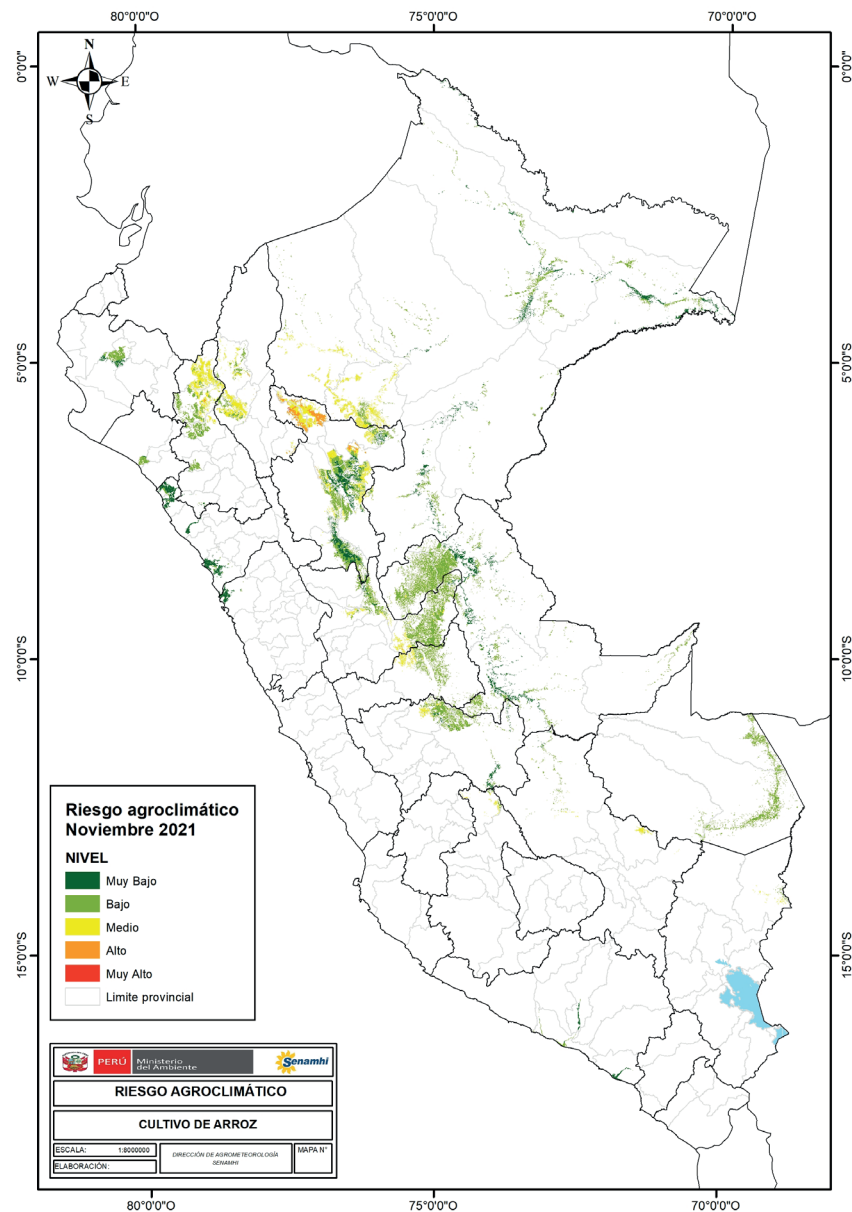 80°0'0"O
75°0'0"O
70°0'0"O
0°0'0"
0°0'0"
N
W
E
S
5°0'0"S
5°0'0"S
10°0'0"S
10°0'0"S
15°0'0"S
15°0'0"S
Riesgo agroclimático
Noviembre 2021
NIVEL
Muy Bajo
Bajo
Medio
Alto
Muy Alto
Limite provincial
PERÚ
Ministerio
del Ambiente
Senamhi
RIESGO AGROCLIMÁTICO
CULTIVO DE ARROZ
ESCALA: 1:8000000
DIRECCIÓN DE AGROMETEOROLOGÍA
SENAMHI
MAPA N°
ELABORACIÓN:
80°0'0"O
75°0'0"O
70°0'0"O